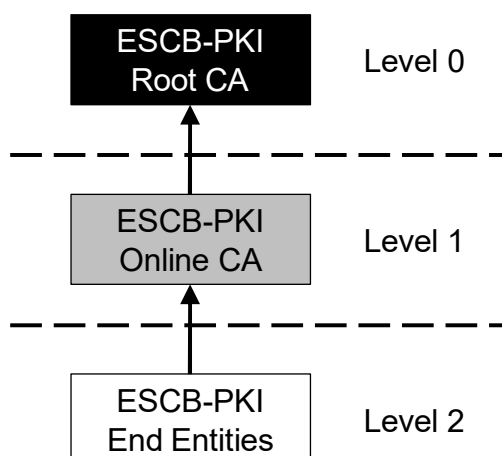 ESCB-PKI
Root CA
Level 0
ESCB-PKI
Online CA
Level 1
ESCB-PKI
End Entities
Level 2